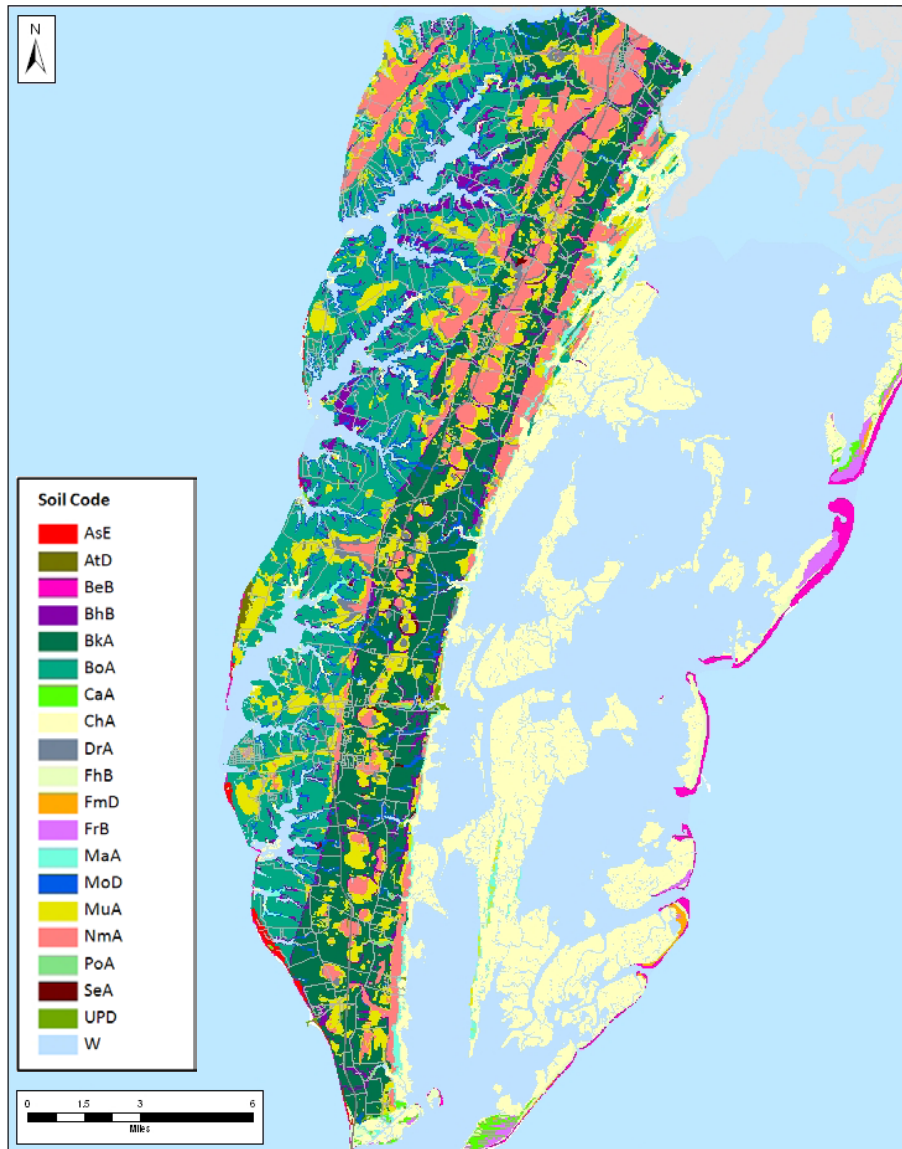 N
Soil Code
AsE
AtD
BeB
BhB
BkA
BoA
CaA
ChA
DrA
FhB
FmD
FrB
MaA
MoD
MuA
NmA
PoA
SeA
UPD
W
0 1.5 3 6
Miles